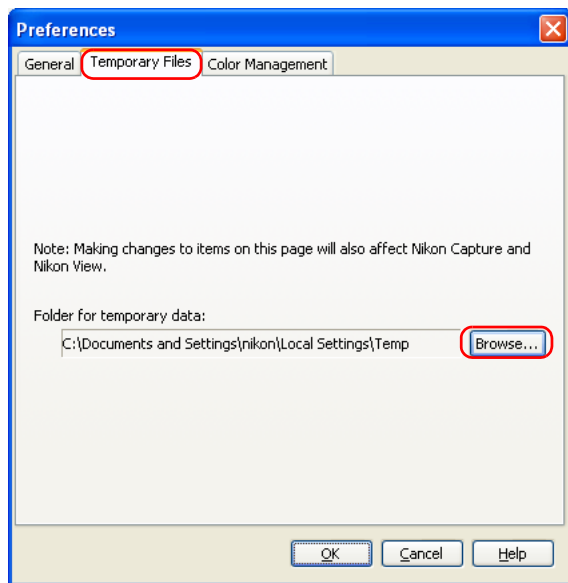 Preferences
General Temporary Files Color Management
Note: Making changes to items on this page will also affect Nikon Capture and
Nikon View.
Folder for temporary data:
C:\Documents and Settings\nikon\Local Settings\Temp Browse...
OK Cancel Help